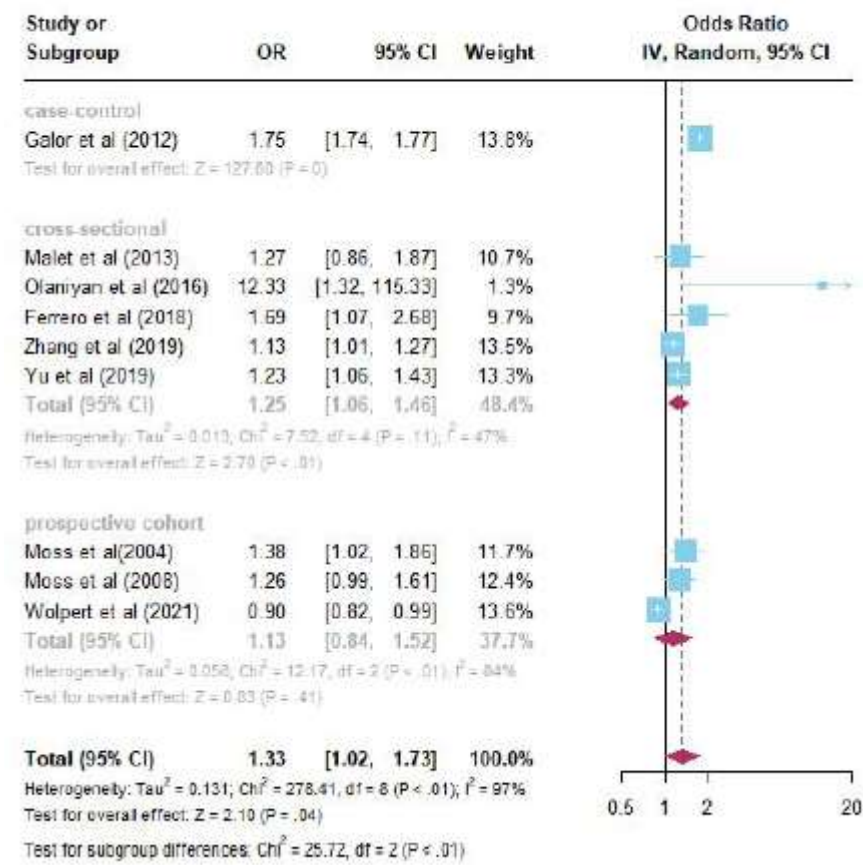 Study or Odds Ratio
Subgroup OR 95% CI Weight IV, Random, 95% CI
case-control
Galor et al (2012) 1.75 [1.74, 1.77] 13.8%
Test for overall effect: Z = 127.60 (P = 0)
cross-sectional
Malet et al (2013) 1.27 [0.86, 1.87] 10.7%
Olaniyan et al (2016) 12.33 [1.32, 115.33] 1.3%
Ferrero et al (2018) 1.69 [1.07, 2.68] 9.7%
Zhang et al (2019) 1.13 [1.01, 1.27] 13.5%
Yu et al (2019) 1.23 [1.06, 1.43] 13.3%
Total (95% CI) 1.25 [1.06, 1.46] 48.4%
Heterogeneity: Tau² = 0.013, Chi² = 7.52, df = 4 (P = .11); I² = 47%
Test for overall effect: Z = 2.70 (P < .01)
prospective cohort
Moss et al(2004) 1.38 [1.02, 1.86] 11.7%
Moss et al (2008) 1.26 [0.99, 1.61] 12.4%
Wolpert et al (2021) 0.90 [0.82, 0.99] 13.6%
Total (95% CI) 1.13 [0.84, 1.52] 37.7%
Heterogeneity: Tau² = 0.058, Chi² = 12.17, df = 2 (P < .01), I² = 84%
Test for overall effect: Z = 0.83 (P = .41)
Total (95% CI) 1.33 [1.02, 1.73] 100.0%
Heterogeneity: Tau² = 0.131; Chi² = 278.41, df = 8 (P < .01); I² = 97%
Test for overall effect: Z = 2.10 (P = .04)
Test for subgroup differences: Chi² = 25.72, df = 2 (P < .01)
0.5 1 2 20